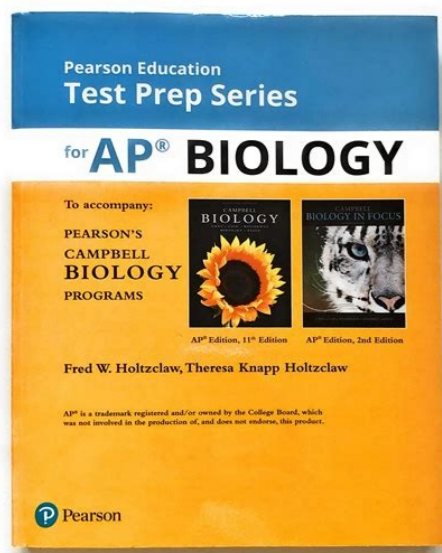 Pearson Education
Test Prep Series
for AP® BIOLOGY
To accompany:
PEARSON'S
CAMPBELL
BIOLOGY
PROGRAMS
CAMPBELL
BIOLOGY
CAMPBELL
BIOLOGY IN FOCUS
AP® Edition, 11th Edition
AP® Edition, 2nd Edition
Fred W. Holtzclaw, Theresa Knapp Holtzclaw
AP® is a trademark registered and/or owned by the College Board, which
was not involved in the production of, and does not endorse, this product.
P Pearson